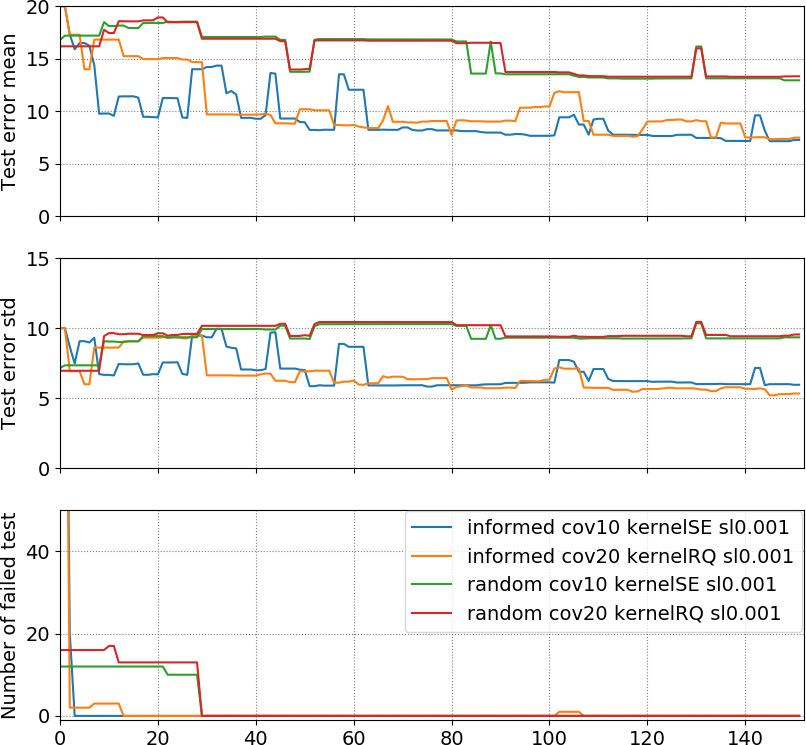 Test error mean
20
15
10
5
0
Test error std
15
10
5
0
Number of failed test
40
20
0
informed cov10 kernelSE sl0.001
informed cov20 kernelRQ sl0.001
random cov10 kernelSE sl0.001
random cov20 kernelRQ sl0.001
0 20 40 60 80 100 120 140